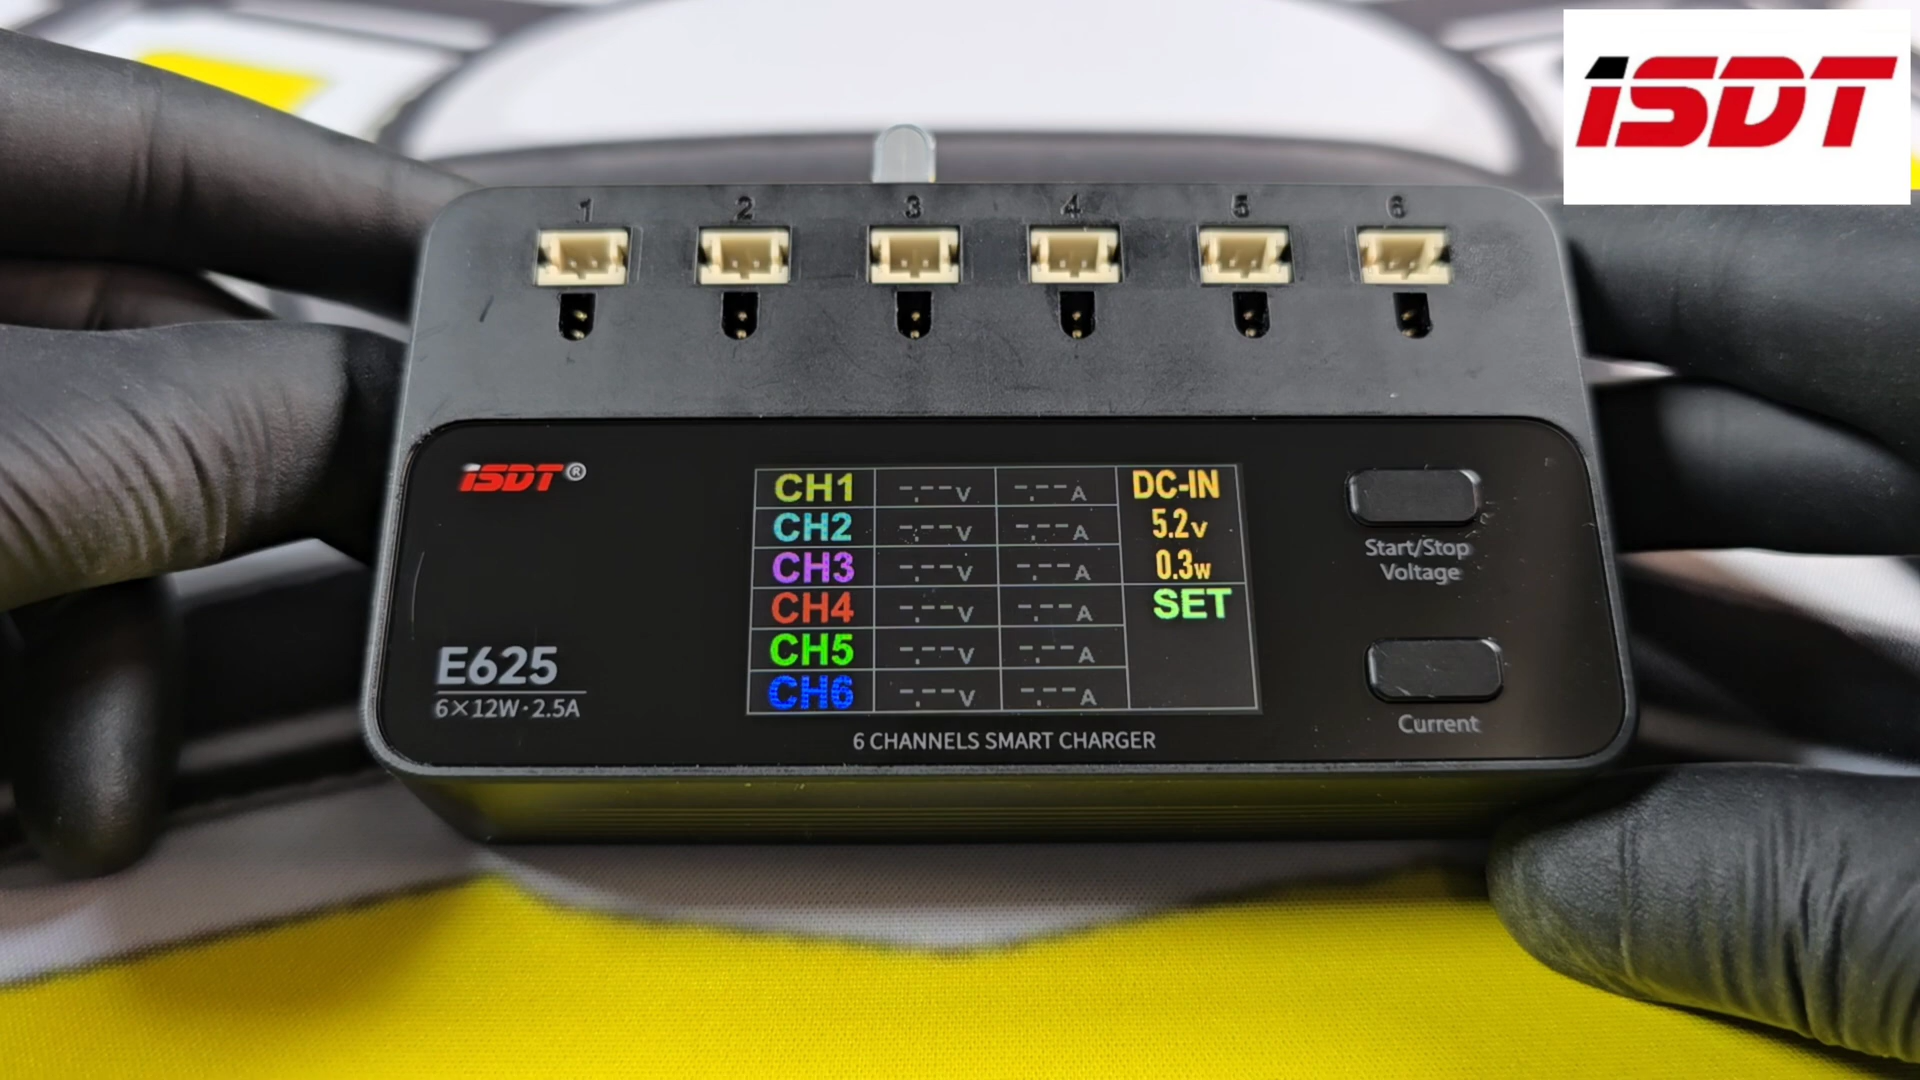 iSDT
1 2 3 4 5 6
iSDT®
CH1 -.--V -.--A DC-IN
CH2 -.--V -.--A 5.2V
CH3 -.--V -.--A 0.3W
CH4 -.--V -.--A SET
CH5 -.--V -.--A
CH6 -.--V -.--A
Start/Stop
Voltage
E625
6×12W·2.5A
Current
6 CHANNELS SMART CHARGER